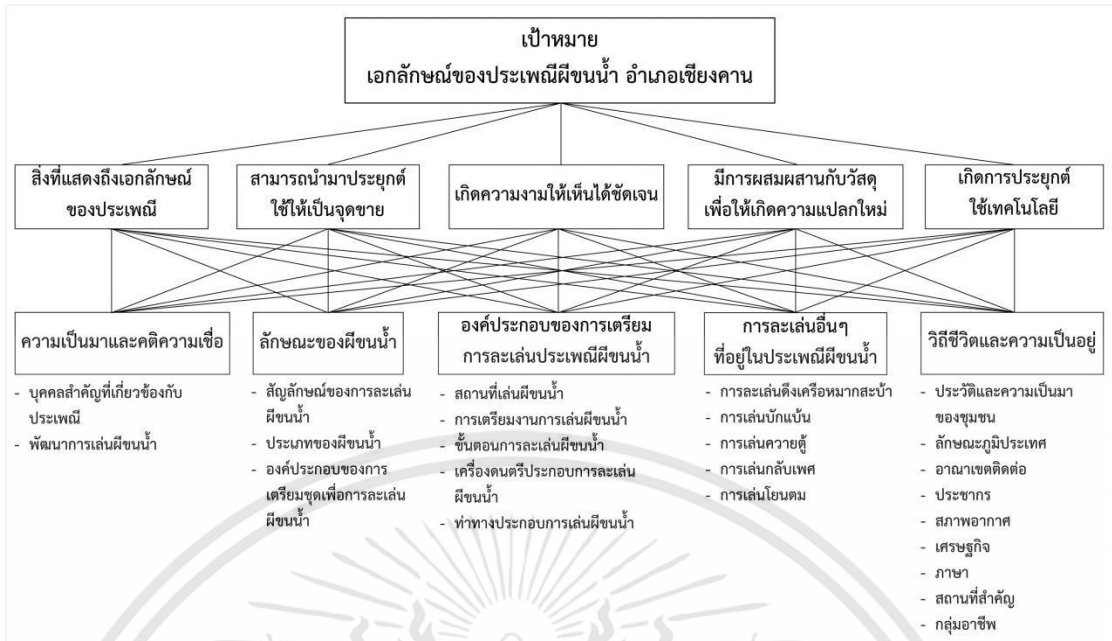 เป้าหมาย
เอกลักษณ์ของประเพณีผีขนน้ำ อำเภอเชียงคาน
สิ่งที่แสดงถึงเอกลักษณ์
ของประเพณี
สามารถนำมาประยุกต์
ใช้ให้เป็นจุดขาย
เกิดความงามให้เห็นได้ชัดเจน
มีการผสมผสานกับวัสดุ
เพื่อให้เกิดความแปลกใหม่
เกิดการประยุกต์
ใช้เทคโนโลยี
ความเป็นมาและคติความเชื่อ
- บุคคลสำคัญที่เกี่ยวข้องกับ
ประเพณี
- พัฒนาการเล่นผีขนน้ำ
ลักษณะของผีขนน้ำ
- สัญลักษณ์ของการละเล่น
ผีขนน้ำ
- ประเภทของผีขนน้ำ
- องค์ประกอบของการ
เตรียมชุดเพื่อการละเล่น
ผีขนน้ำ
องค์ประกอบของการเตรียม
การละเล่นประเพณีผีขนน้ำ
- สถานที่เล่นผีขนน้ำ
- การเตรียมงานการเล่นผีขนน้ำ
- ขั้นตอนการละเล่นผีขนน้ำ
- เครื่องดนตรีประกอบการละเล่น
ผีขนน้ำ
- ท่าทางประกอบการเล่นผีขนน้ำ
การละเล่นอื่นๆ
ที่อยู่ในประเพณีผีขนน้ำ
- การละเล่นดึงเครือหมากสะบ้า
- การเล่นบักแบ้น
- การเล่นควายตู้
- การเล่นกลับเพศ
- การเล่นโยนตม
วิถีชีวิตและความเป็นอยู่
- ประวัติและความเป็นมา
ของชุมชน
- ลักษณะภูมิประเทศ
- อาณาเขตติดต่อ
- ประชากร
- สภาพอากาศ
- เศรษฐกิจ
- ภาษา
- สถานที่สำคัญ
- กลุ่มอาชีพ